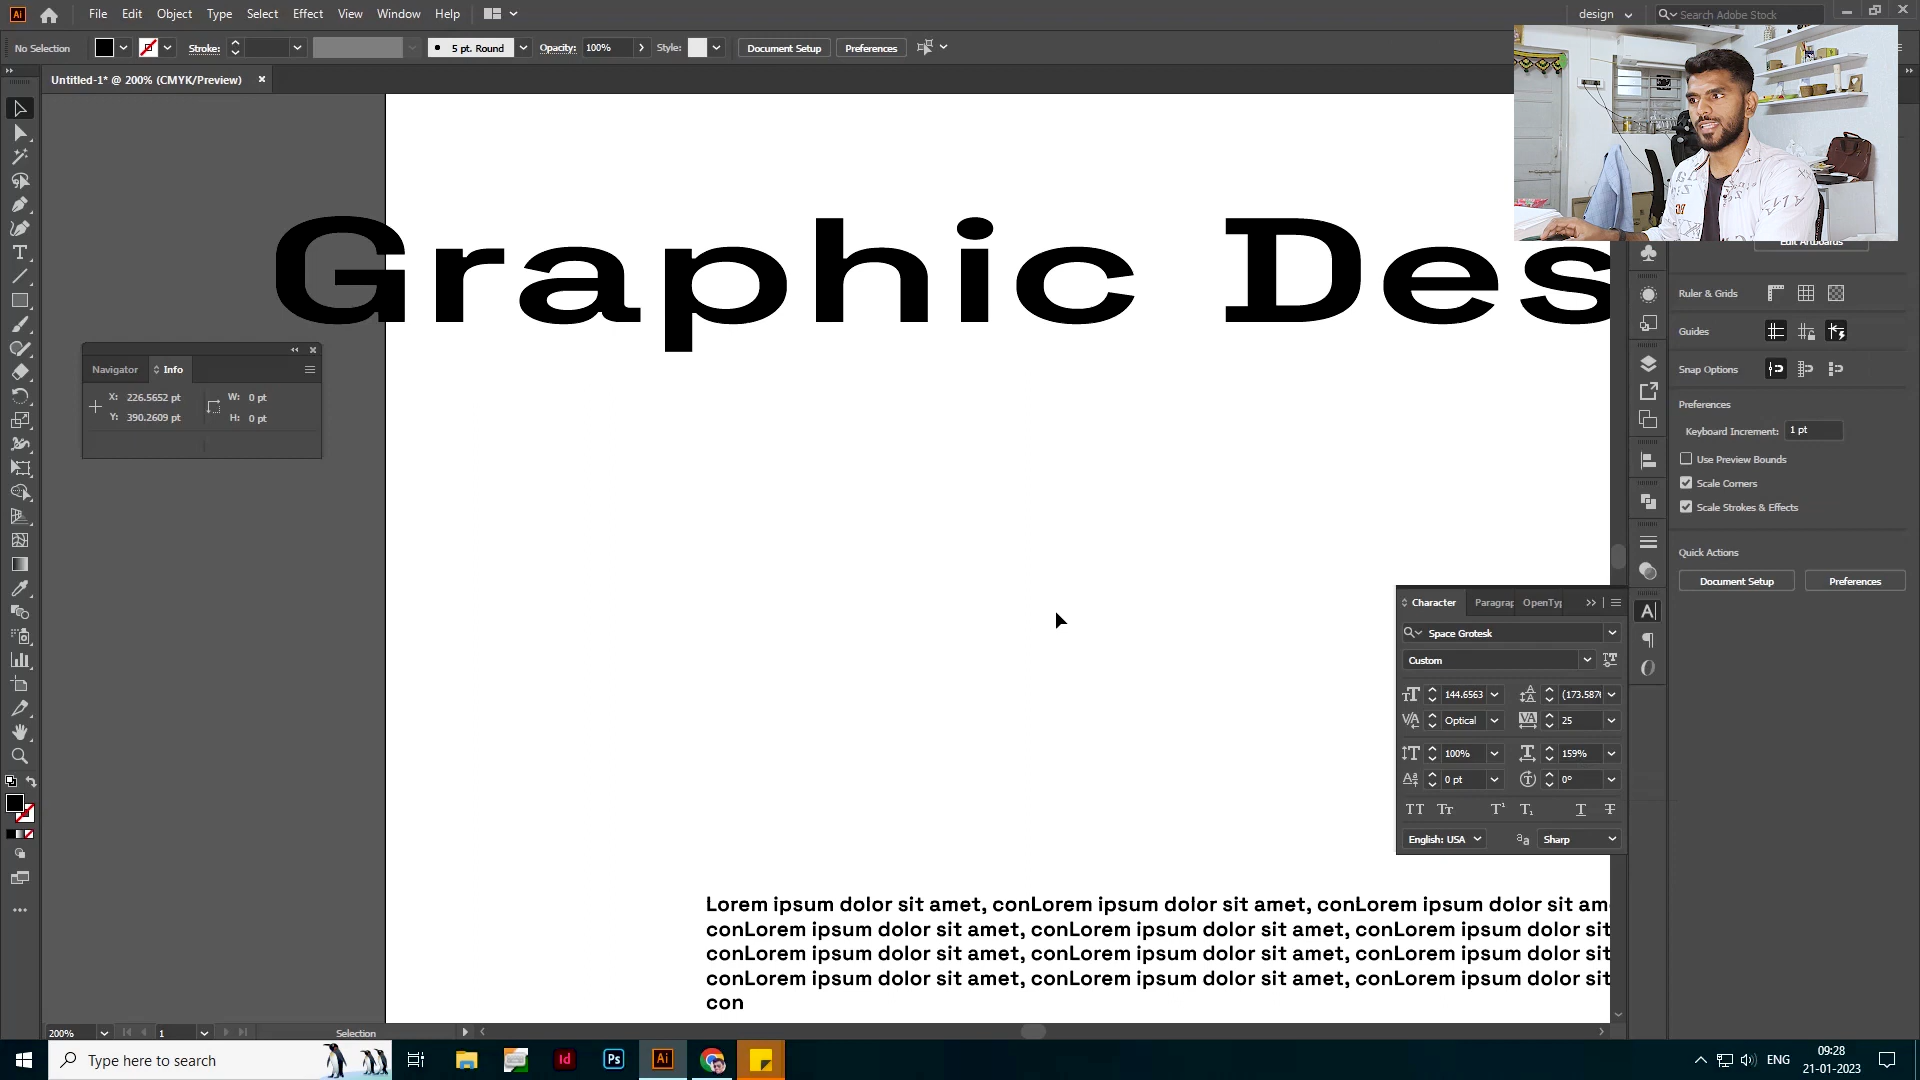 File Edit Object Type Select Effect View Window Help
design
Search Adobe Stock
No Selection
Stroke:
5 pt. Round
Opacity: 100%
Style:
Document Setup
Preferences
Untitled-1* @ 200% (CMYK/Preview)
Graphic Des
Navigator
Info
X: 226.5652 pt
Y: 390.2609 pt
W: 0 pt
H: 0 pt
Edit Artboards
Ruler & Grids
Guides
Snap Options
Preferences
Keyboard Increment: 1 pt
Use Preview Bounds
Scale Corners
Scale Strokes & Effects
Quick Actions
Document Setup
Preferences
Character
Paragrap
OpenTyp
Space Grotesk
Custom
144.6563
(173.587
Optical
25
100%
159%
0 pt
0°
English: USA
Sharp
Lorem ipsum dolor sit amet, conLorem ipsum dolor sit amet, conLorem ipsum dolor sit am
conLorem ipsum dolor sit amet, conLorem ipsum dolor sit amet, conLorem ipsum dolor sit
conLorem ipsum dolor sit amet, conLorem ipsum dolor sit amet, conLorem ipsum dolor sit
conLorem ipsum dolor sit amet, conLorem ipsum dolor sit amet, conLorem ipsum dolor sit
con
200%
1
Selection
Type here to search
Id
Ps
Ai
ENG
09:28
21-01-2023